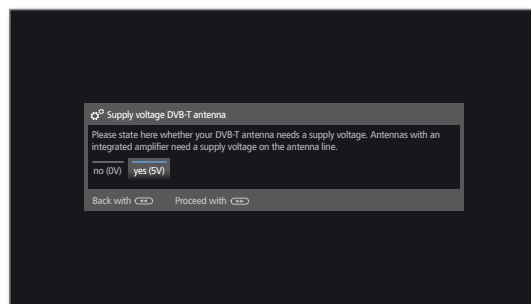 Supply voltage DVB-T antenna
Please state here whether your DVB-T antenna needs a supply voltage. Antennas with an
integrated amplifier need a supply voltage on the antenna line.
no (0V) yes (5V)
Back with Proceed with